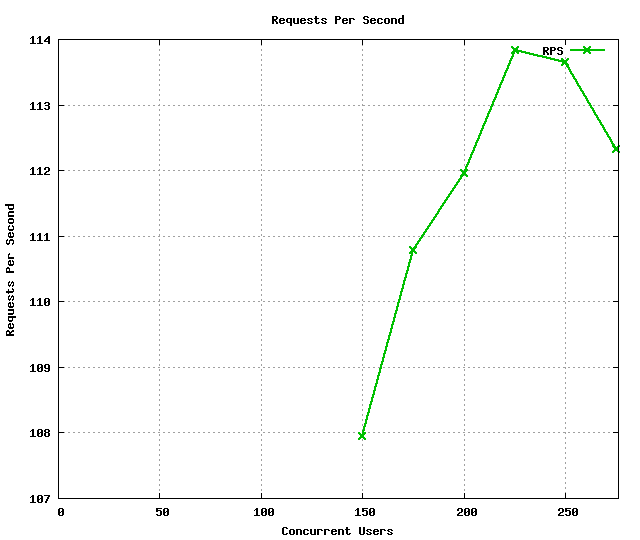 Requests Per Second
114
RPS
113
112
111
110
109
108
107
0 50 100 150 200 250
Concurrent Users
Requests Per Second